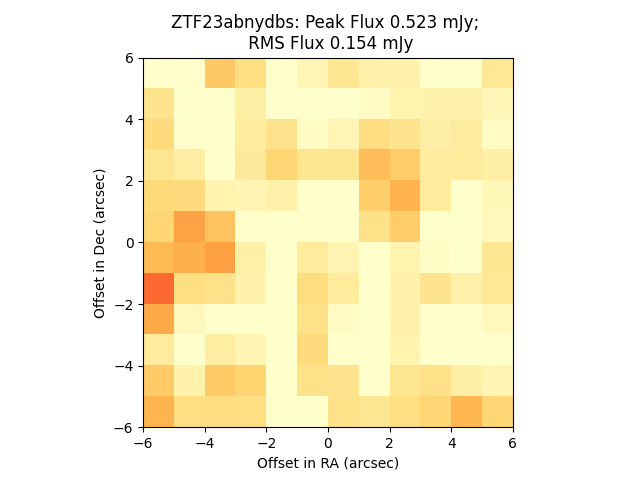 ZTF23abnydbs: Peak Flux 0.523 mJy;
RMS Flux 0.154 mJy
6
4
2
0
−2
−4
−6
Offset in Dec (arcsec)
−6 −4 −2 0 2 4 6
Offset in RA (arcsec)